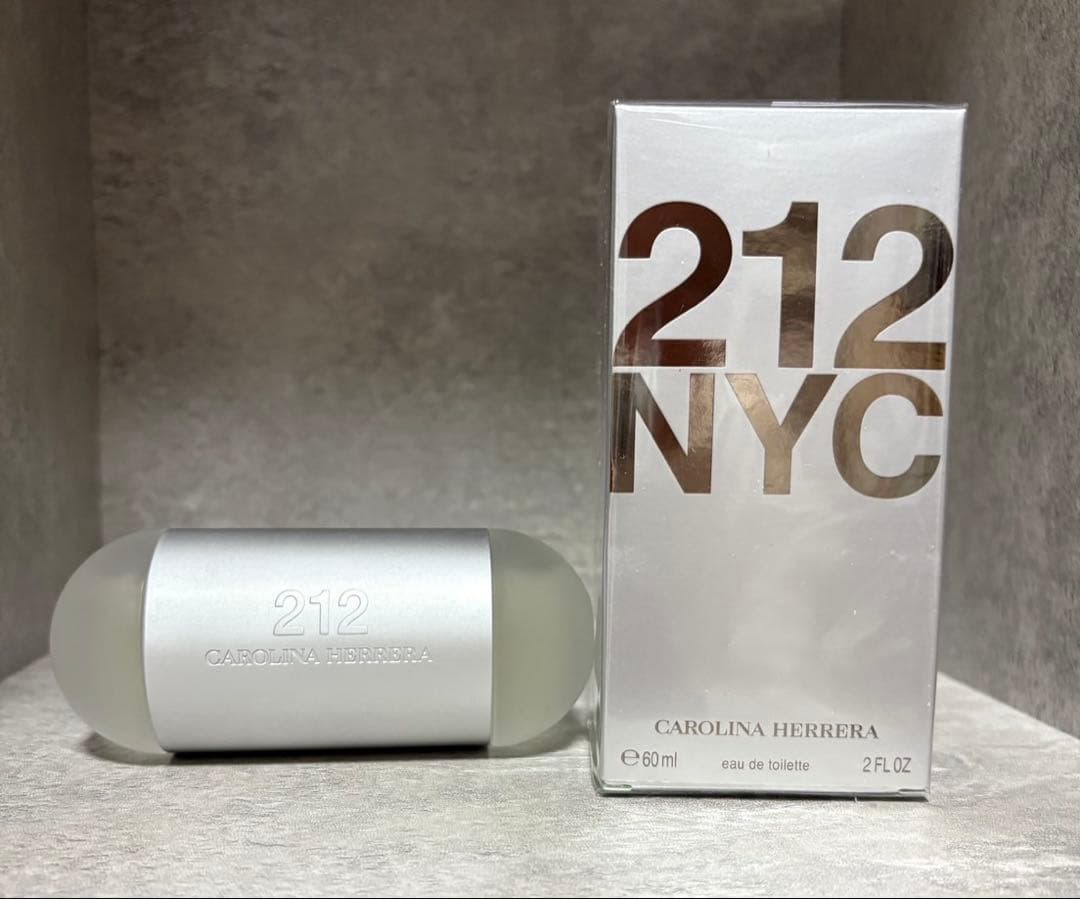 212
CAROLINA HERRERA
212
NYC
CAROLINA HERRERA
℮ 60 ml eau de toilette 2 FL OZ